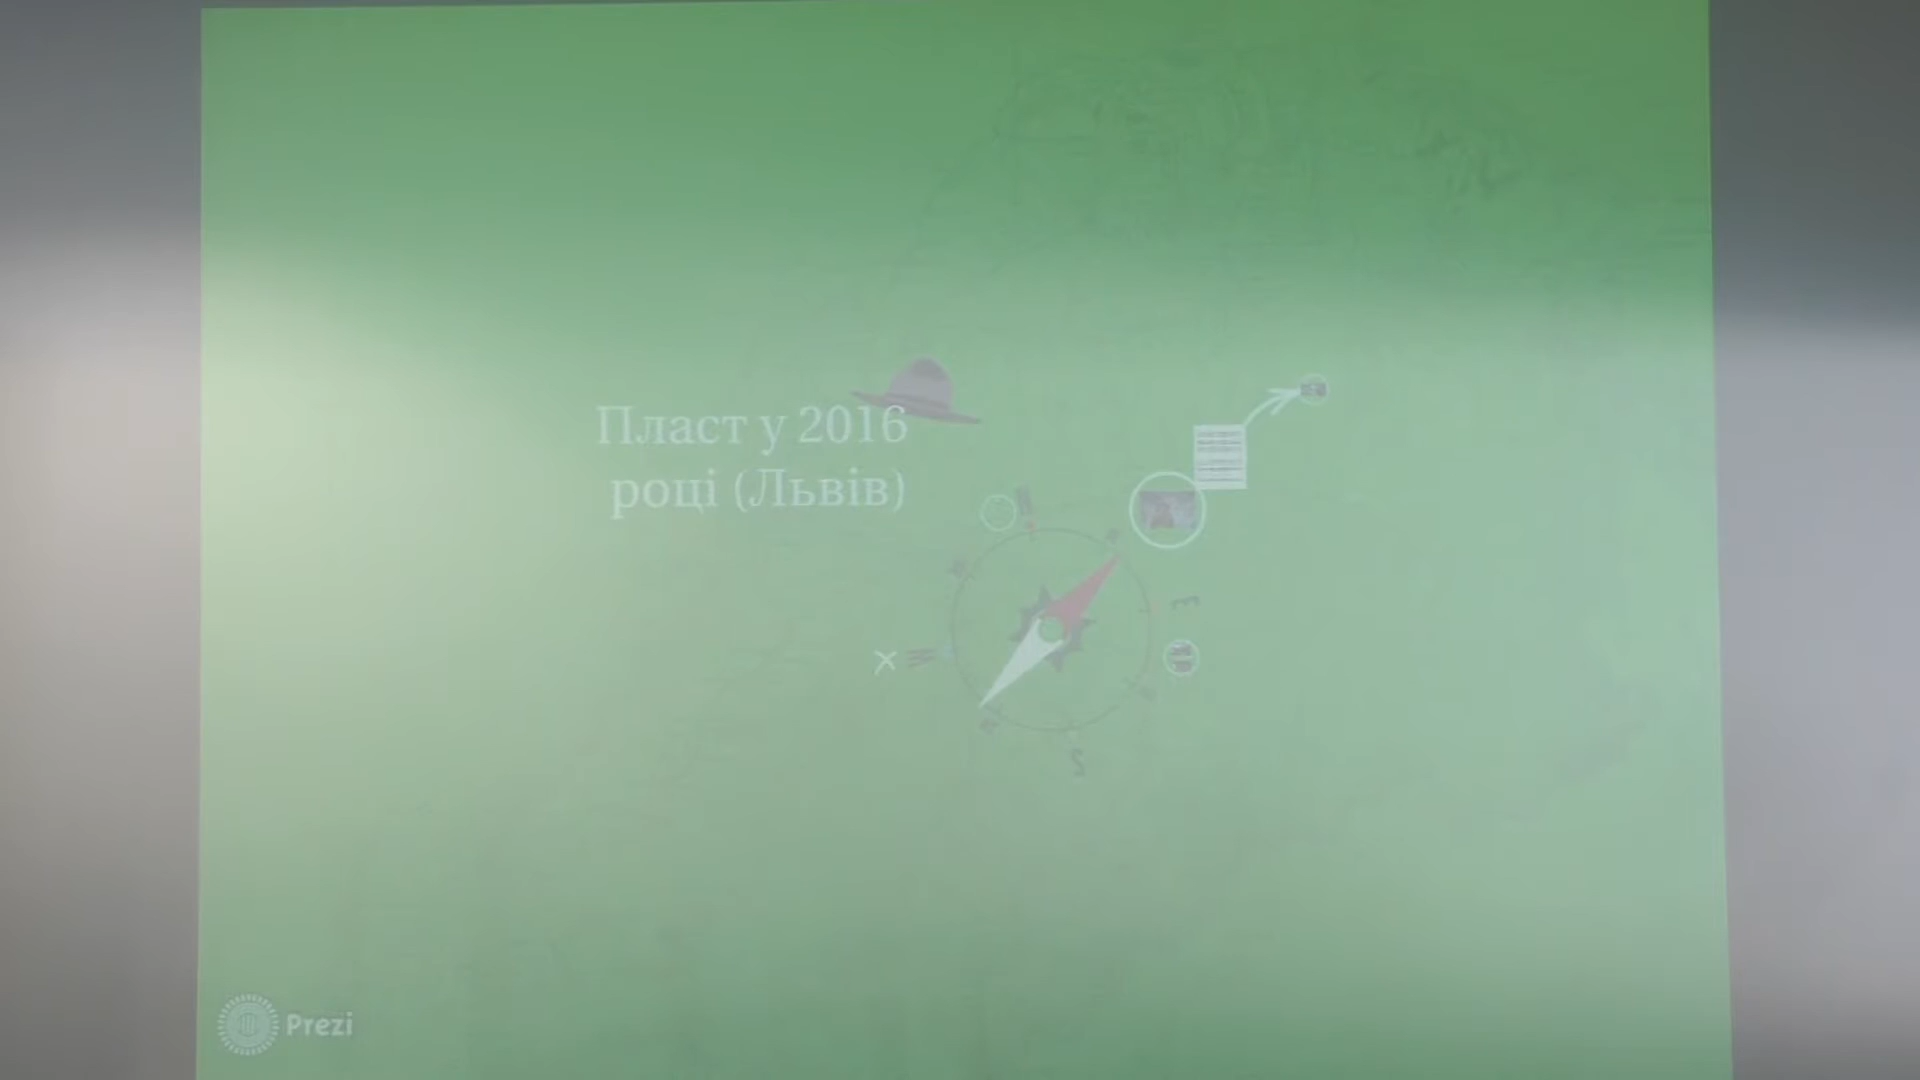 Пласт у 2016
році (Львів)
W
E
S
Prezi